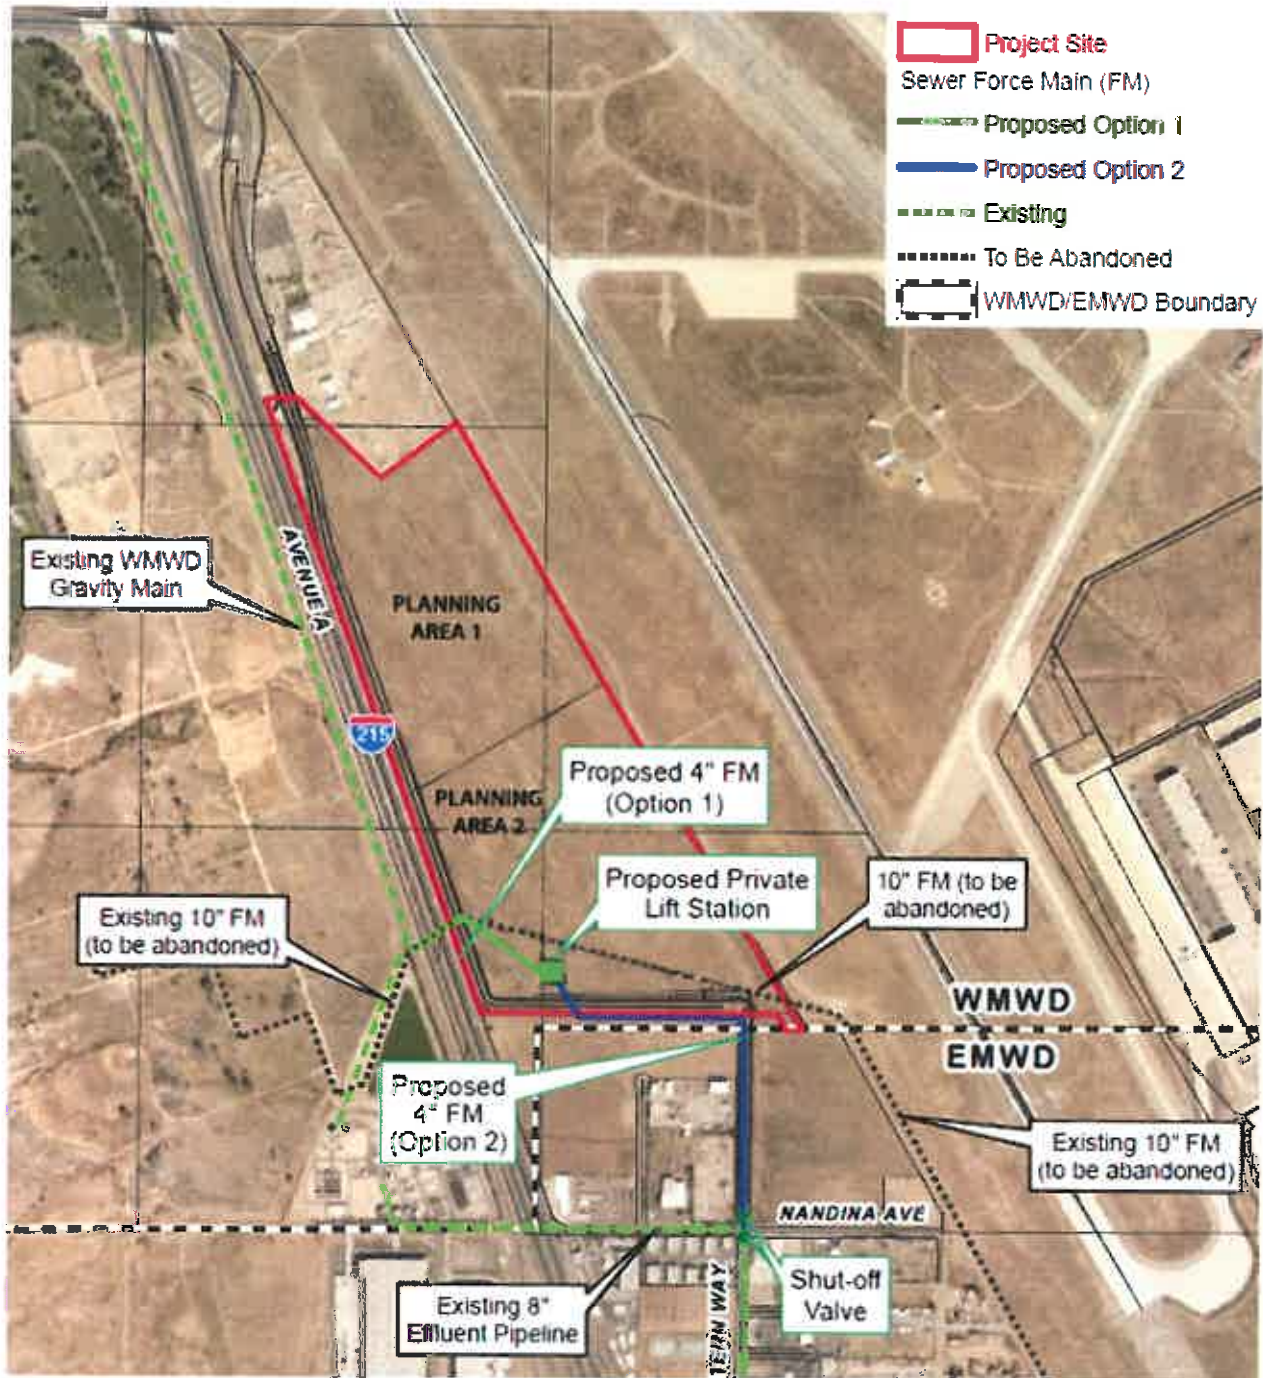 Project Site
Sewer Force Main (FM)
Proposed Option 1
Proposed Option 2
Existing
To Be Abandoned
WMWD/EMWD Boundary
Existing WMWD
Gravity Main
AVENUE A
PLANNING
AREA 1
215
PLANNING
AREA 2
Proposed 4" FM
(Option 1)
Proposed Private
Lift Station
10" FM (to be
abandoned)
Existing 10" FM
(to be abandoned)
WMWD
EMWD
Proposed
4" FM
(Option 2)
Existing 10" FM
(to be abandoned)
NANDINA AVE
Shut-off
Valve
Existing 8"
Effluent Pipeline
TERN WAY